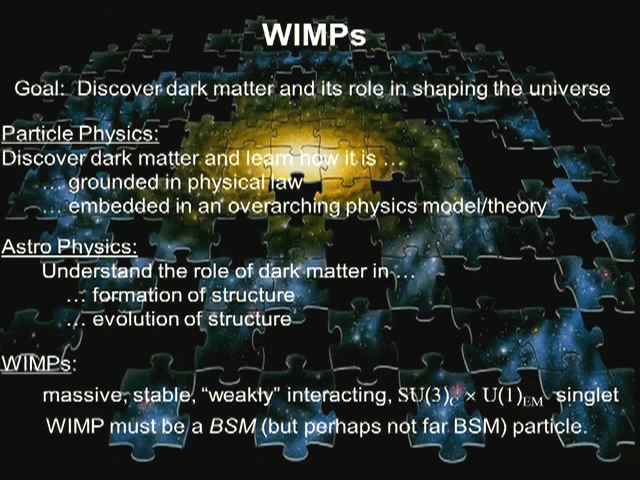 WIMPs
Goal: Discover dark matter and its role in shaping the universe
Particle Physics:
Discover dark matter and learn how it is …
… grounded in physical law
… embedded in an overarching physics model/theory
Astro Physics:
Understand the role of dark matter in …
… formation of structure
… evolution of structure
WIMPs:
massive, stable, “weakly” interacting, SU(3)C × U(1)EM singlet
WIMP must be a BSM (but perhaps not far BSM) particle.